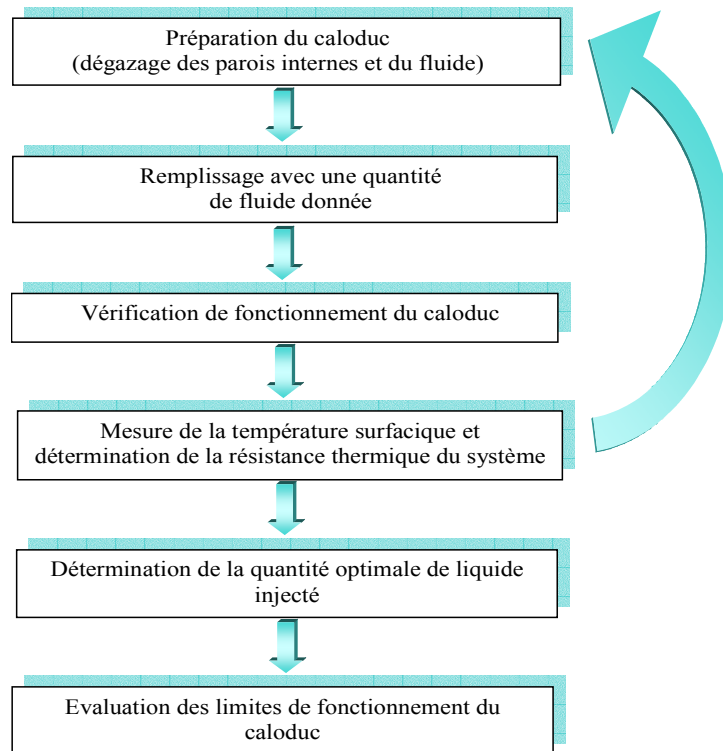 Préparation du caloduc
(dégazage des parois internes et du fluide)
Remplissage avec une quantité
de fluide donnée
Vérification de fonctionnement du caloduc
Mesure de la température surfacique et
détermination de la résistance thermique du système
Détermination de la quantité optimale de liquide
injecté
Evaluation des limites de fonctionnement du
caloduc